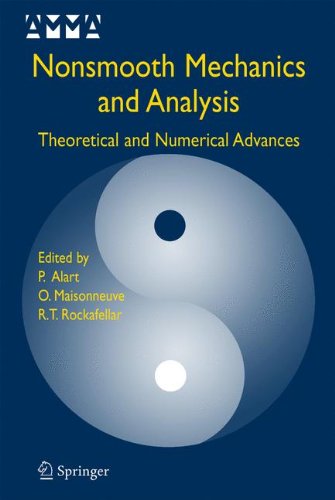 AMMA
Nonsmooth Mechanics
and Analysis
Theoretical and Numerical Advances
Edited by
P. Alart
O. Maisonneuve
R.T. Rockafellar
Springer